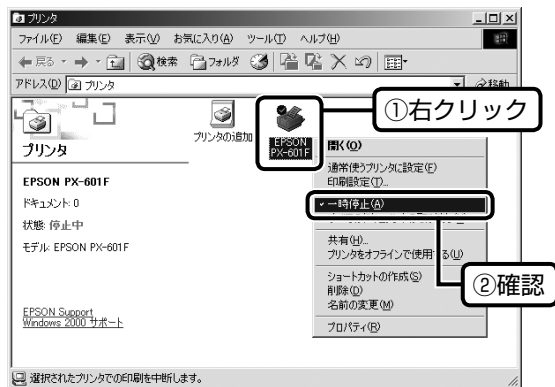 プリンタ
ファイル(F) 編集(E) 表示(V) お気に入り(A) ツール(T) ヘルプ(H)
戻る 検索 フォルダ
アドレス(D) プリンタ 移動
①右クリック
プリンタ
プリンタの追加
EPSON
PX-601F
EPSON PX-601F
ドキュメント: 0
状態: 停止中
モデル: EPSON PX-601F
EPSON Support
Windows 2000 サポート
開く(O)
通常使うプリンタに設定(F)
印刷設定(T)...
一時停止(A)
共有(H)...
プリンタをオフラインで使用する(U)
②確認
ショートカットの作成(S)
削除(D)
名前の変更(M)
プロパティ(R)
選択されたプリンタでの印刷を中断します。